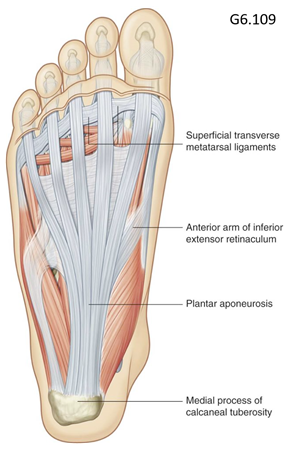 G6.109
Superficial transverse
metatarsal ligaments
Anterior arm of inferior
extensor retinaculum
Plantar aponeurosis
Medial process of
calcaneal tuberosity